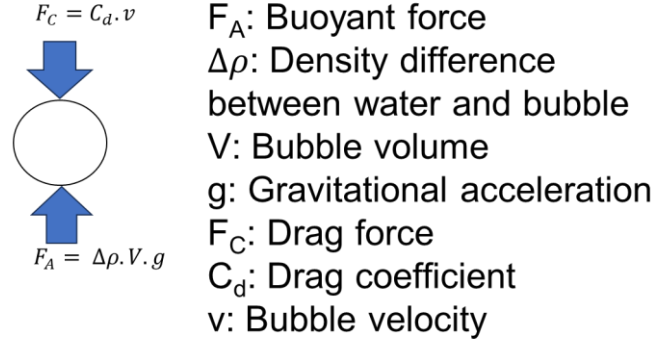 F_C = C_d.v
F_A = Δρ.V.g
F_A: Buoyant force
Δρ: Density difference
between water and bubble
V: Bubble volume
g: Gravitational acceleration
F_C: Drag force
C_d: Drag coefficient
v: Bubble velocity